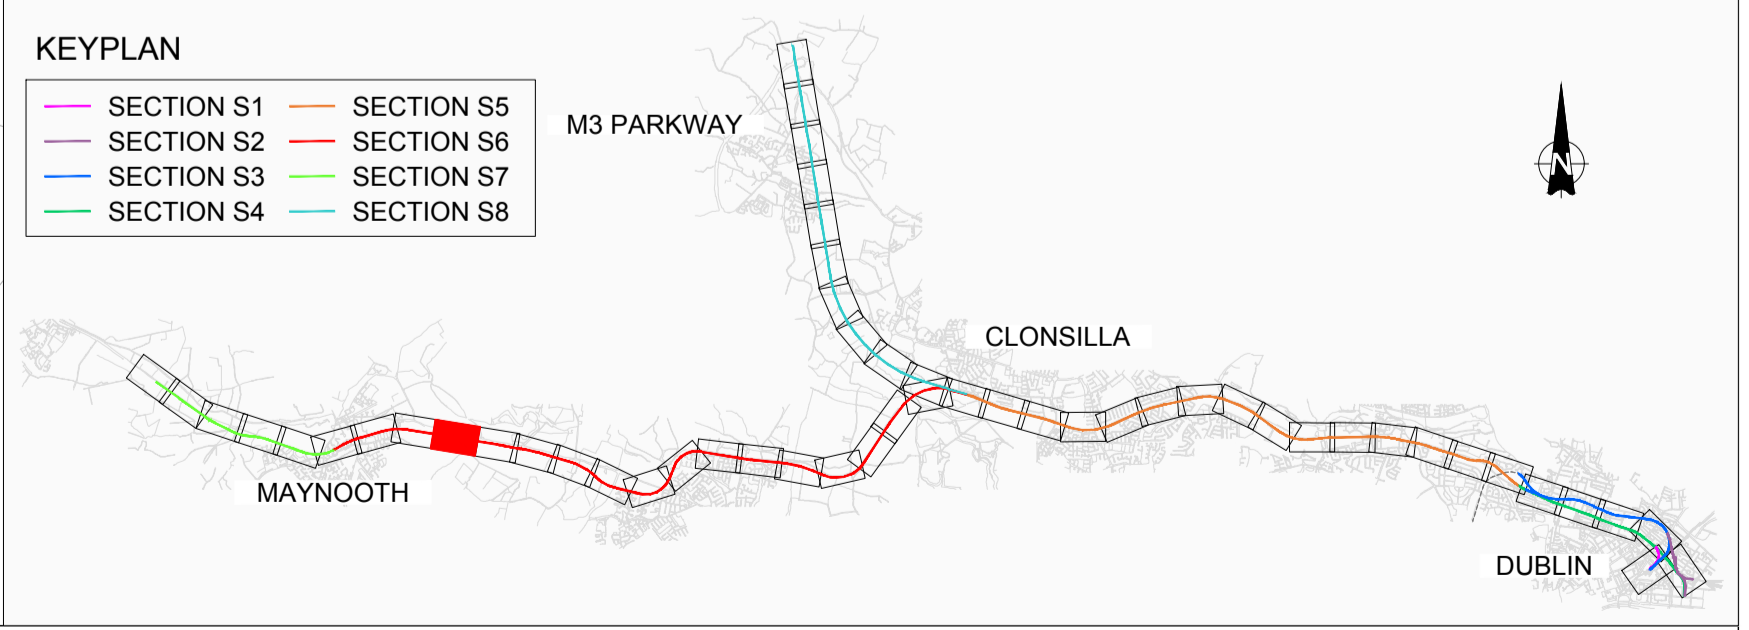 KEYPLAN
SECTION S1
SECTION S5
SECTION S2
SECTION S6
SECTION S3
SECTION S7
SECTION S4
SECTION S8
M3 PARKWAY
N
CLONSILLA
MAYNOOTH
DUBLIN